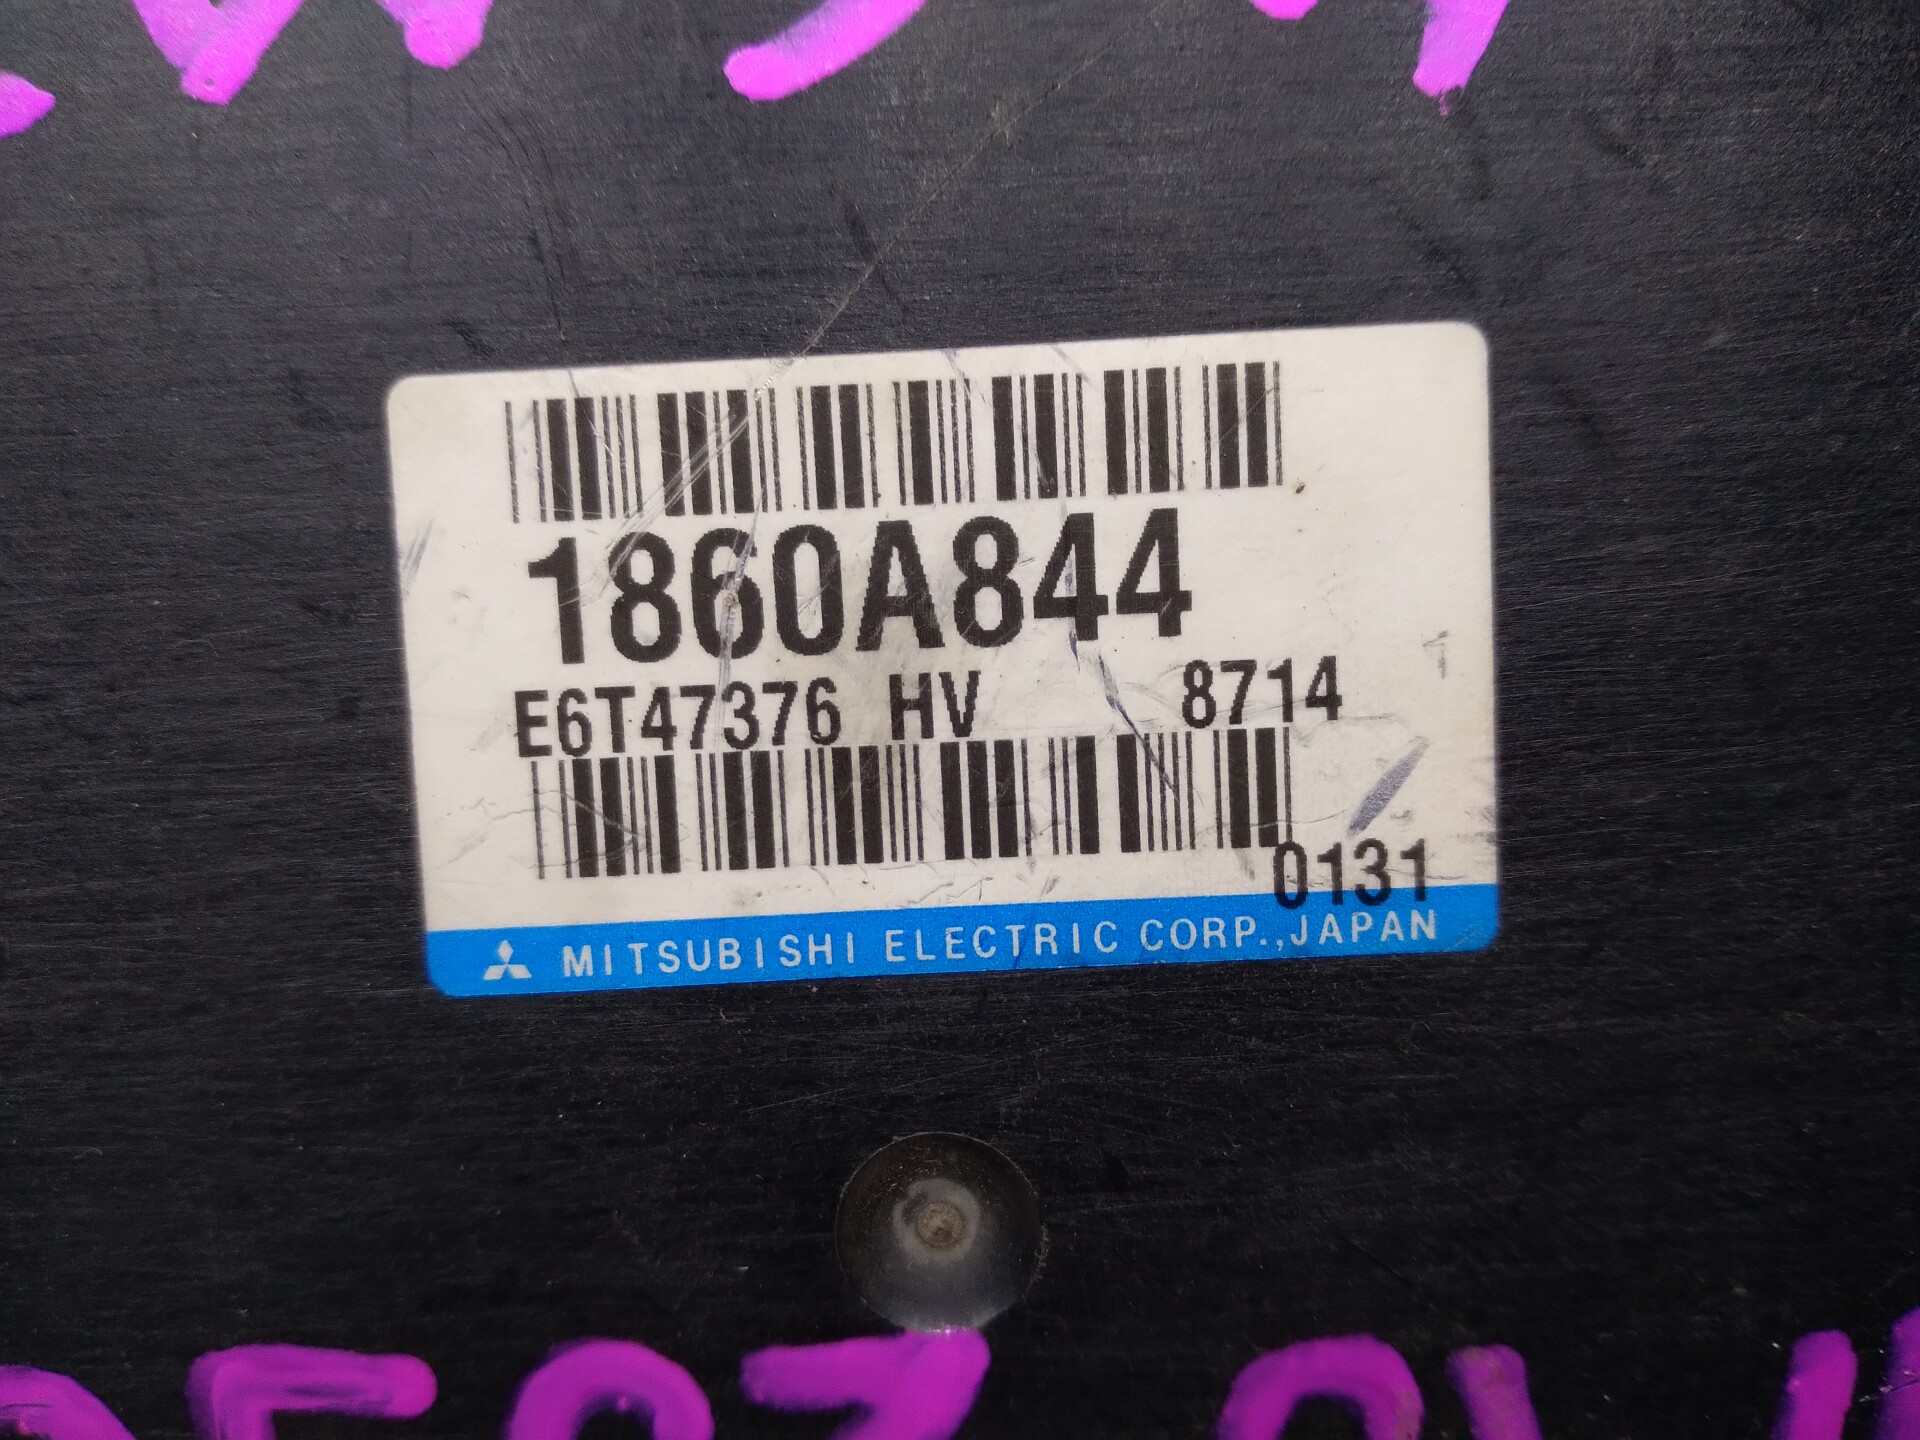 1860A844
E6T47376 HV 8714
0131
MITSUBISHI ELECTRIC CORP.,JAPAN